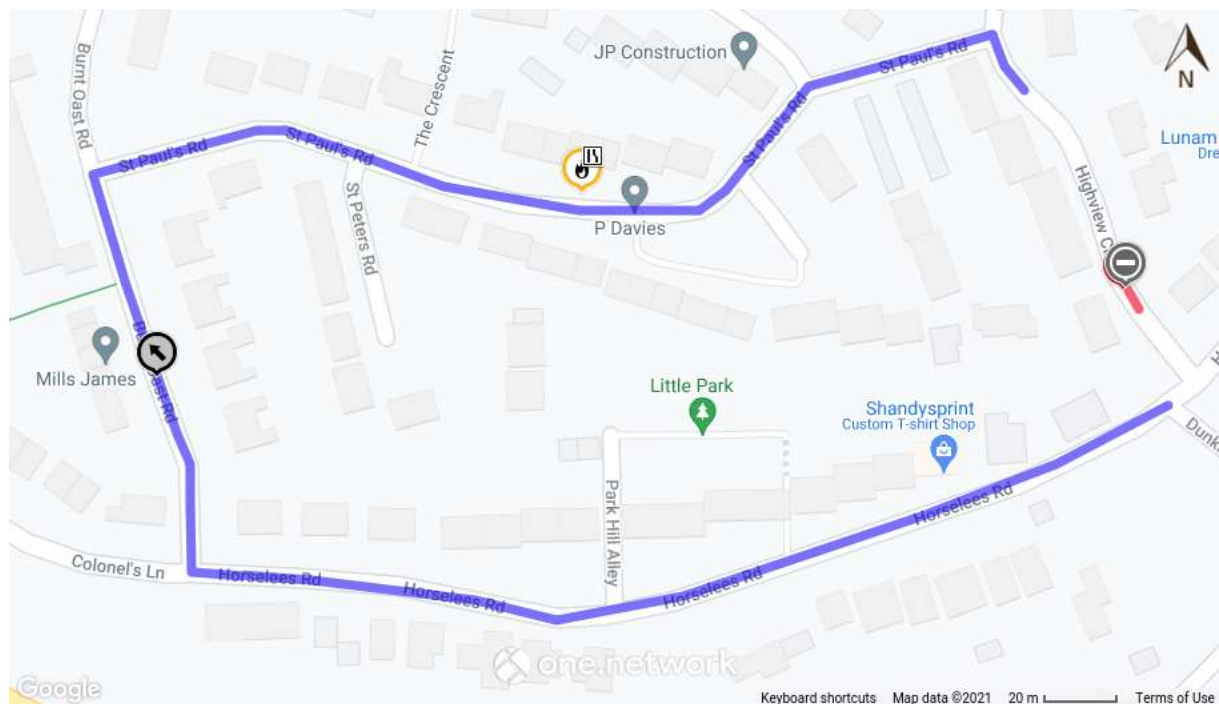 Burnt Oast Rd
The Crescent
JP Construction
St Paul's Rd
N
Lunam
Dre
St Paul's Rd
St Paul's Rd
St Paul's Rd
St Peters Rd
P Davies
Highview
Mills James
Oast Rd
Little Park
Shandysprint
Custom T-shirt Shop
Park Hill Alley
Horselees Rd
Colonel's Ln
Horselees Rd
Horselees Rd
Horselees Rd
one.network
Google
Keyboard shortcuts Map data ©2021 20 m Terms of Use